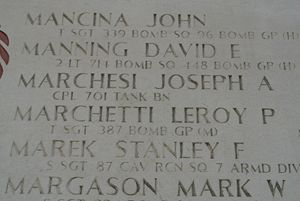 MANCINA JOHN
T SGT 339 BOMB SQ 96 BOMB GP (H)
MANNING DAVID E
2 LT 714 BOMB SQ 448 BOMB GP (H)
MARCHESI JOSEPH A
CPL 701 TANK BN
MARCHETTI LEROY P
T SGT 387 BOMB GP (M)
MAREK STANLEY F
S SGT 87 CAV RCN SQ 7 ARMD DIV
MARGASON MARK W